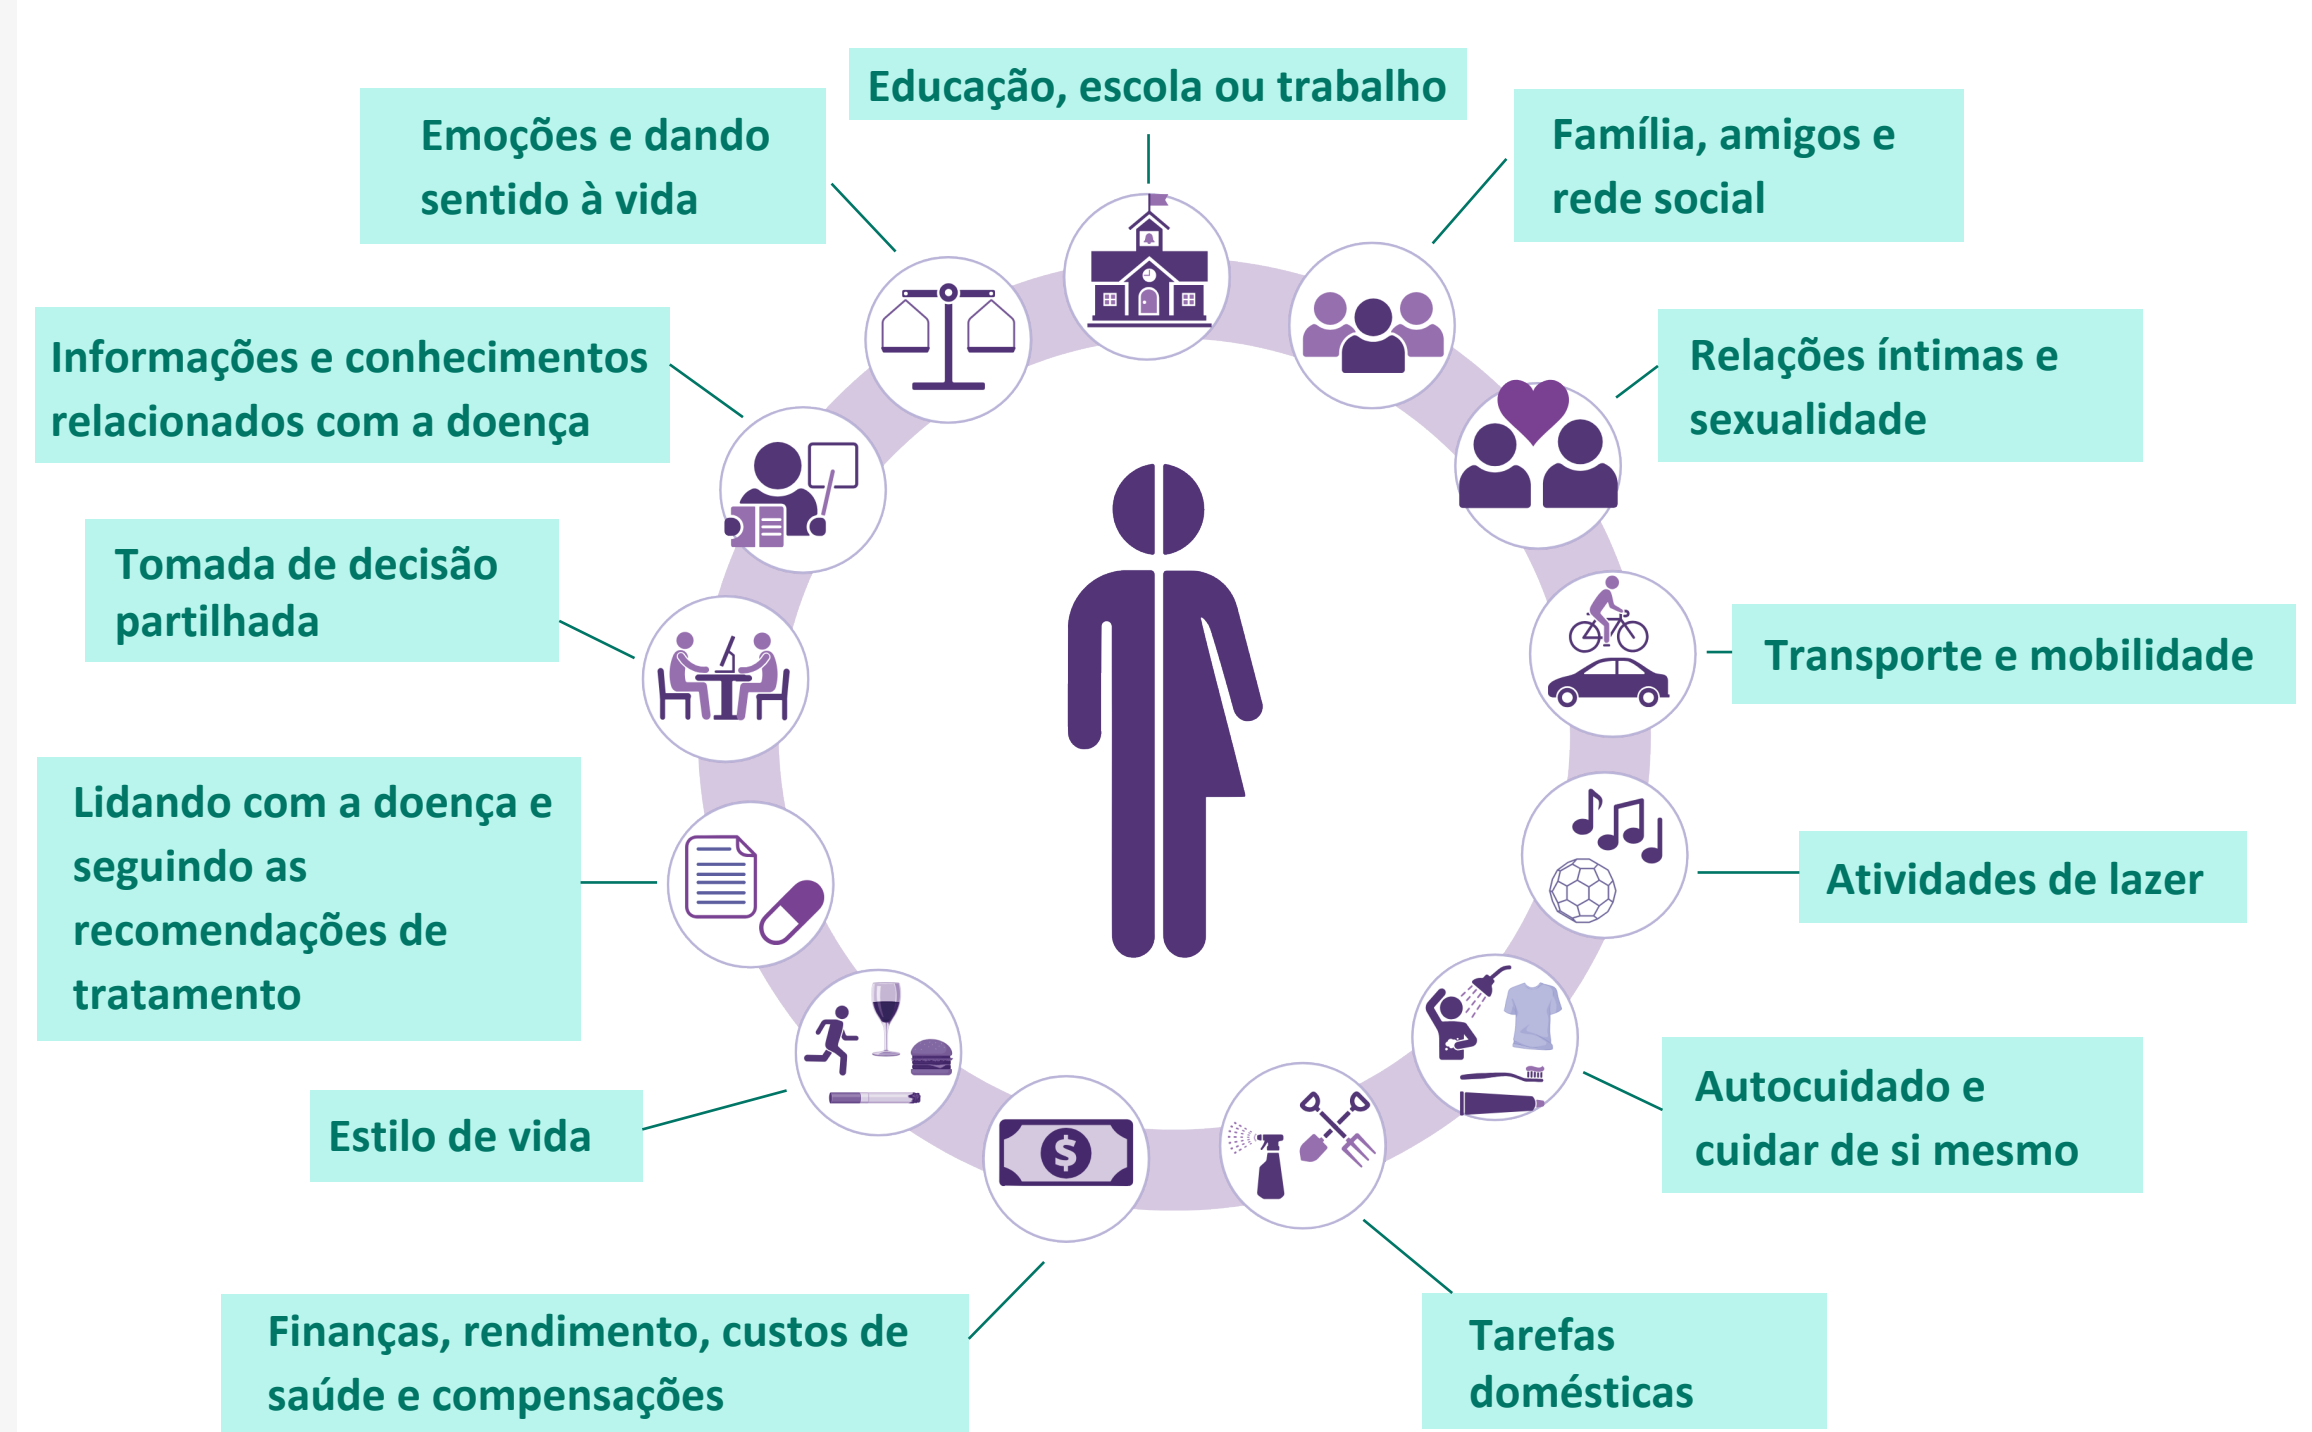 Educação, escola ou trabalho
Família, amigos e
rede social
Relações íntimas e
sexualidade
Transporte e mobilidade
Atividades de lazer
Autocuidado e
cuidar de si mesmo
Tarefas
domésticas
Finanças, rendimento, custos de
saúde e compensações
$
Estilo de vida
Lidando com a doença e
seguindo as
recomendações de
tratamento
Tomada de decisão
partilhada
Informações e conhecimentos
relacionados com a doença
Emoções e dando
sentido à vida